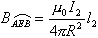 B_{\widehat{AEB}} = \frac{\mu_0 I_2}{4\pi R^2} l_2